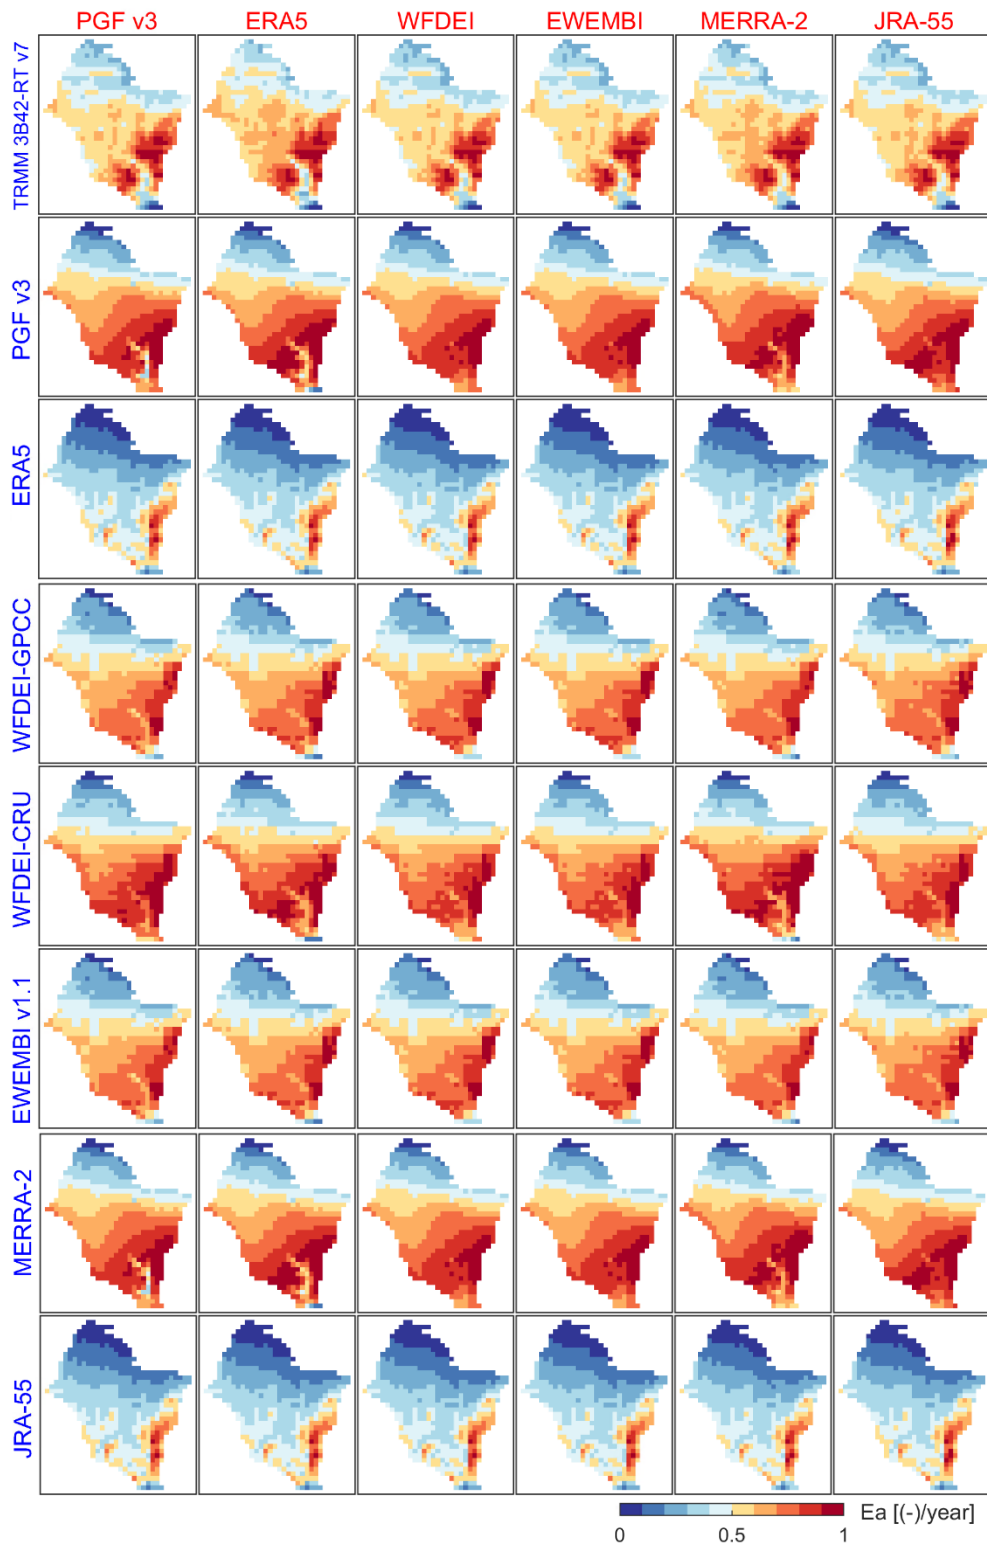 PGF v3 ERA5 WFDEI EWEMBI MERRA-2 JRA-55
TRMM 3B42-RT v7
PGF v3
ERA5
WFDEI-GPCC
WFDEI-CRU
EWEMBI v1.1
MERRA-2
JRA-55
Ea [(-)/year]
0 0.5 1